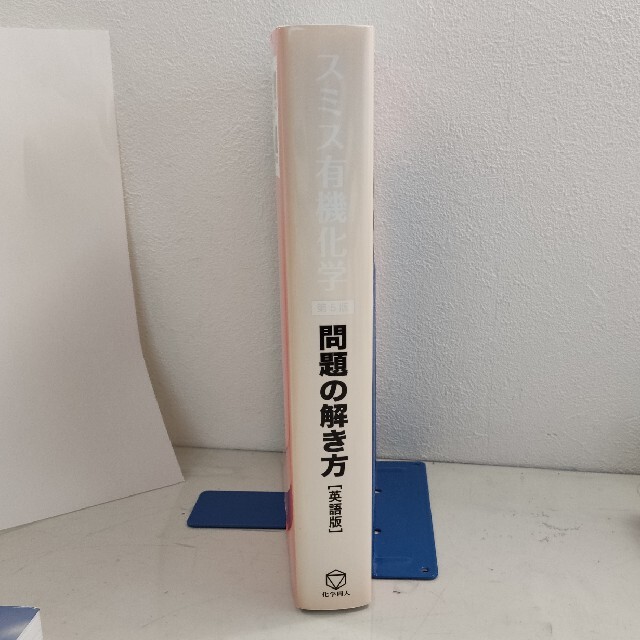 スミス有機化学
問題の解き方
[英語版]
化学同人